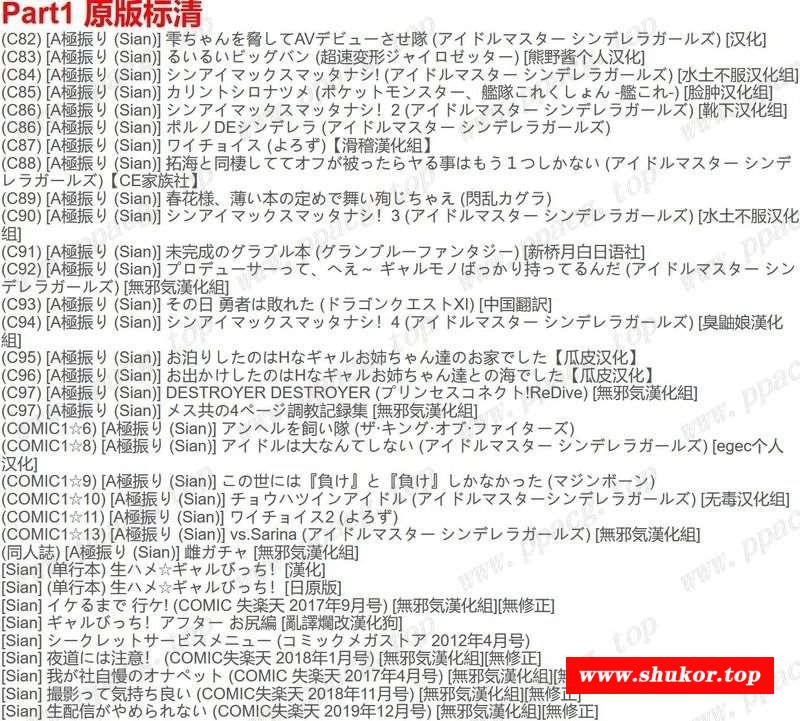 Part1 原版标清
(C82) [A極振り (Sian)] 雫ちゃんを脅してAVデビューさせ隊 (アイドルマスター シンデレラガールズ) [汉化]
(C83) [A極振り (Sian)] るいるいビッグバン (超速変形ジャイロゼッター) [熊野酱个人汉化]
(C84) [A極振り (Sian)] シンアイマックスマッタナシ! (アイドルマスター シンデレラガールズ) [水土不服汉化组]
(C85) [A極振り (Sian)] カリントシロナツメ (ポケットモンスター、艦隊これくしょん -艦これ-) [脸肿汉化组]
(C86) [A極振り (Sian)] シンアイマックスマッタナシ！2 (アイドルマスター シンデレラガールズ) [靴下汉化组]
(C86) [A極振り (Sian)] ポルノDEシンデレラ (アイドルマスター シンデレラガールズ)
(C87) [A極振り (Sian)] ワイチョイス (よろず)【滑稽漢化組】
(C88) [A極振り (Sian)] 拓海と同棲しててオフが被ったらヤる事はもう１つしかない (アイドルマスター シンデ
レラガールズ)【CE家族社】
(C89) [A極振り (Sian)] 春花様、薄い本の定めで舞い殉じちゃえ (閃乱カグラ)
(C90) [A極振り (Sian)] シンアイマックスマッタナシ！3 (アイドルマスター シンデレラガールズ) [水土不服汉化
组]
(C91) [A極振り (Sian)] 未完成のグラブル本 (グランブルーファンタジー) [新桥月白日语社]
(C92) [A極振り (Sian)] プロデューサーって、へえ～ ギャルモノばっかり持ってるんだ (アイドルマスター シン
デレラガールズ) [無邪気漢化組]
(C93) [A極振り (Sian)] その日 勇者は敗れた (ドラゴンクエストXI) [中国翻訳]
(C94) [A極振り (Sian)] シンアイマックスマッタナシ！4 (アイドルマスター シンデレラガールズ) [臭鼬娘漢化
組]
(C95) [A極振り (Sian)] お泊りしたのはHなギャルお姉ちゃん達のお家でした【瓜皮汉化】
(C96) [A極振り (Sian)] お出かけしたのはHなギャルお姉ちゃん達との海でした【瓜皮汉化】
(C97) [A極振り (Sian)] DESTROYER DESTROYER (プリンセスコネクト!ReDive) [無邪気漢化組]
(C97) [A極振り (Sian)] メス共の4ページ調教記録集 [無邪気漢化組]
(COMIC1☆6) [A極振り (Sian)] アンヘルを飼い隊 (ザ·キング·オブ·ファイターズ)
(COMIC1☆8) [A極振り (Sian)] アイドルは大なんてしない (アイドルマスター シンデレラガールズ) [egec个人
汉化]
(COMIC1☆9) [A極振り (Sian)] この世には『負け』と『負け』しかなかった (マジンボーン)
(COMIC1☆10) [A極振り (Sian)] チョウハツインアイドル (アイドルマスターシンデレラガールズ) [无毒汉化组]
(COMIC1☆11) [A極振り (Sian)] ワイチョイス2 (よろず)
(COMIC1☆13) [A極振り (Sian)] vs.Sarina (アイドルマスター シンデレラガールズ) [無邪気漢化組]
(同人誌) [A極振り (Sian)] 雌ガチャ [無邪気漢化組]
[Sian] (单行本) 生ハメ☆ギャルびっち！ [漢化]
[Sian] (单行本) 生ハメ☆ギャルびっち！ [日原版]
[Sian] イケるまで 行ケ! (COMIC 失楽天 2017年9月号) [無邪気漢化組][無修正]
[Sian] ギャルびっち！アフター お尻編 [亂譯爛改漢化狗]
[Sian] シークレットサービスメニュー (コミックメガストア 2012年4月号)
[Sian] 夜道には注意！ (COMIC失楽天 2018年1月号) [無邪気漢化組][無修正]
[Sian] 我が社自慢のオナペット (COMIC 失楽天 2017年4月号) [無邪気漢化組][無
[Sian] 撮影って気持ち良い (COMIC失楽天 2018年11月号) [無邪気漢化組][無修正]
[Sian] 生配信がやめられない (COMIC失楽天 2019年12月号) [無邪気漢化組][無修正]
www.shukor.top
www.ppacg.top